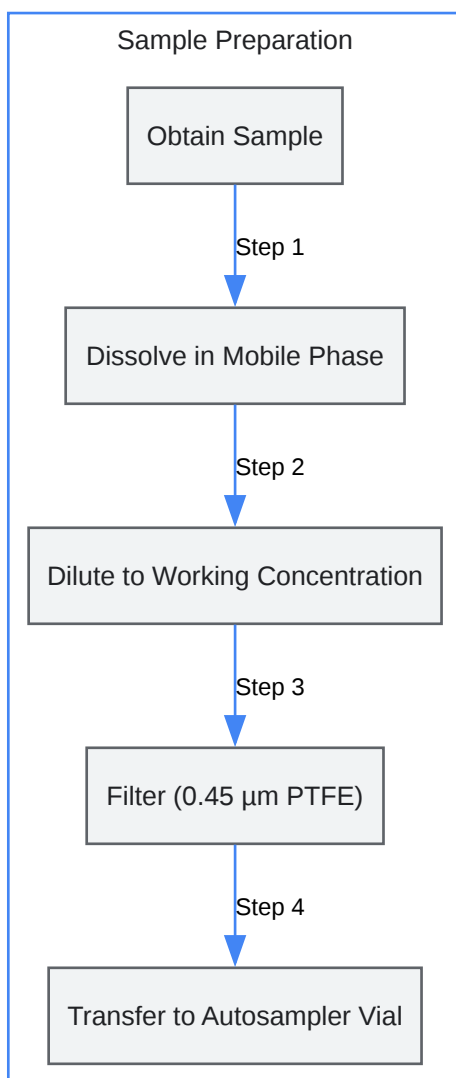 Sample Preparation
Obtain Sample
Step 1
Dissolve in Mobile Phase
Step 2
Dilute to Working Concentration
Step 3
Filter (0.45 µm PTFE)
Step 4
Transfer to Autosampler Vial